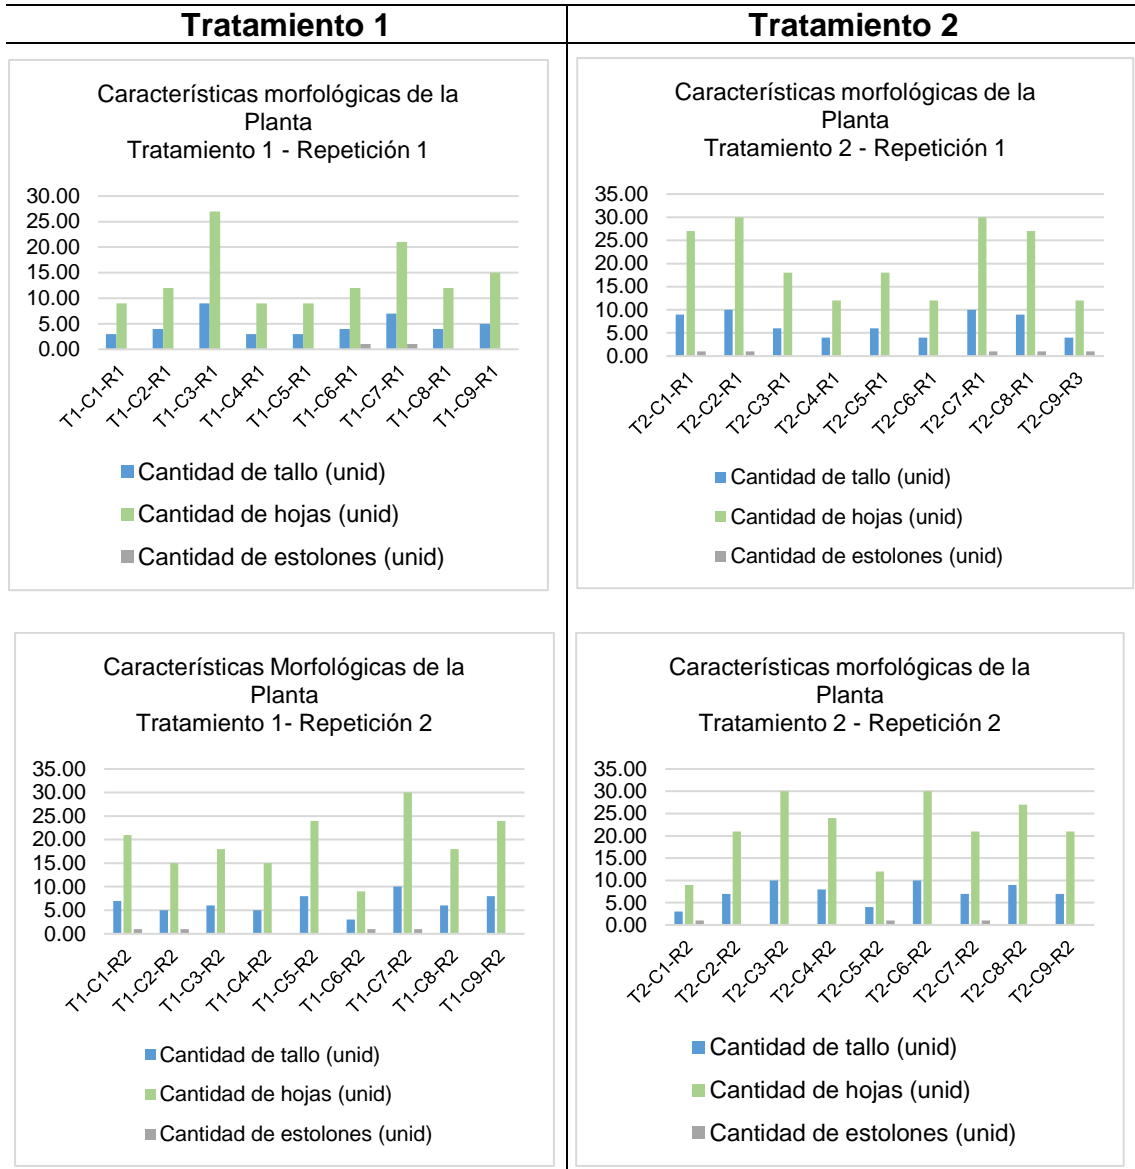 Tratamiento 1
Tratamiento 2
Características morfológicas de la
Planta
Tratamiento 1 - Repetición 1
30.00
25.00
20.00
15.00
10.00
5.00
0.00
T1-C1-R1
T1-C2-R1
T1-C3-R1
T1-C4-R1
T1-C5-R1
T1-C6-R1
T1-C7-R1
T1-C8-R1
T1-C9-R1
Cantidad de tallo (unid)
Cantidad de hojas (unid)
Cantidad de estolones (unid)
Características morfológicas de la
Planta
Tratamiento 2 - Repetición 1
35.00
30.00
25.00
20.00
15.00
10.00
5.00
0.00
T2-C1-R1
T2-C2-R1
T2-C3-R1
T2-C4-R1
T2-C5-R1
T2-C6-R1
T2-C7-R1
T2-C8-R1
T2-C9-R3
Cantidad de tallo (unid)
Cantidad de hojas (unid)
Cantidad de estolones (unid)
Características Morfológicas de la
Planta
Tratamiento 1- Repetición 2
35.00
30.00
25.00
20.00
15.00
10.00
5.00
0.00
T1-C1-R2
T1-C2-R2
T1-C3-R2
T1-C4-R2
T1-C5-R2
T1-C6-R2
T1-C7-R2
T1-C8-R2
T1-C9-R2
Cantidad de tallo (unid)
Cantidad de hojas (unid)
Cantidad de estolones (unid)
Características morfológicas de la
Planta
Tratamiento 2 - Repetición 2
35.00
30.00
25.00
20.00
15.00
10.00
5.00
0.00
T2-C1-R2
T2-C2-R2
T2-C3-R2
T2-C4-R2
T2-C5-R2
T2-C6-R2
T2-C7-R2
T2-C8-R2
T2-C9-R2
Cantidad de tallo (unid)
Cantidad de hojas (unid)
Cantidad de estolones (unid)